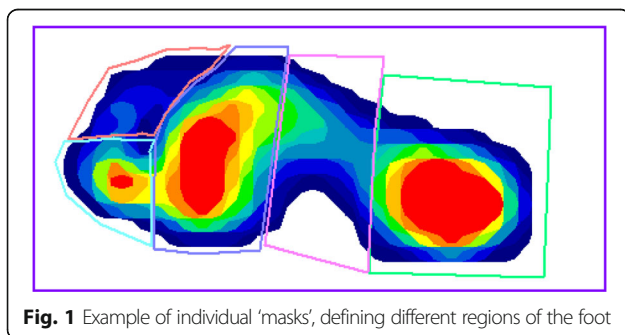 Fig. 1 Example of individual ‘masks’, defining different regions of the foot